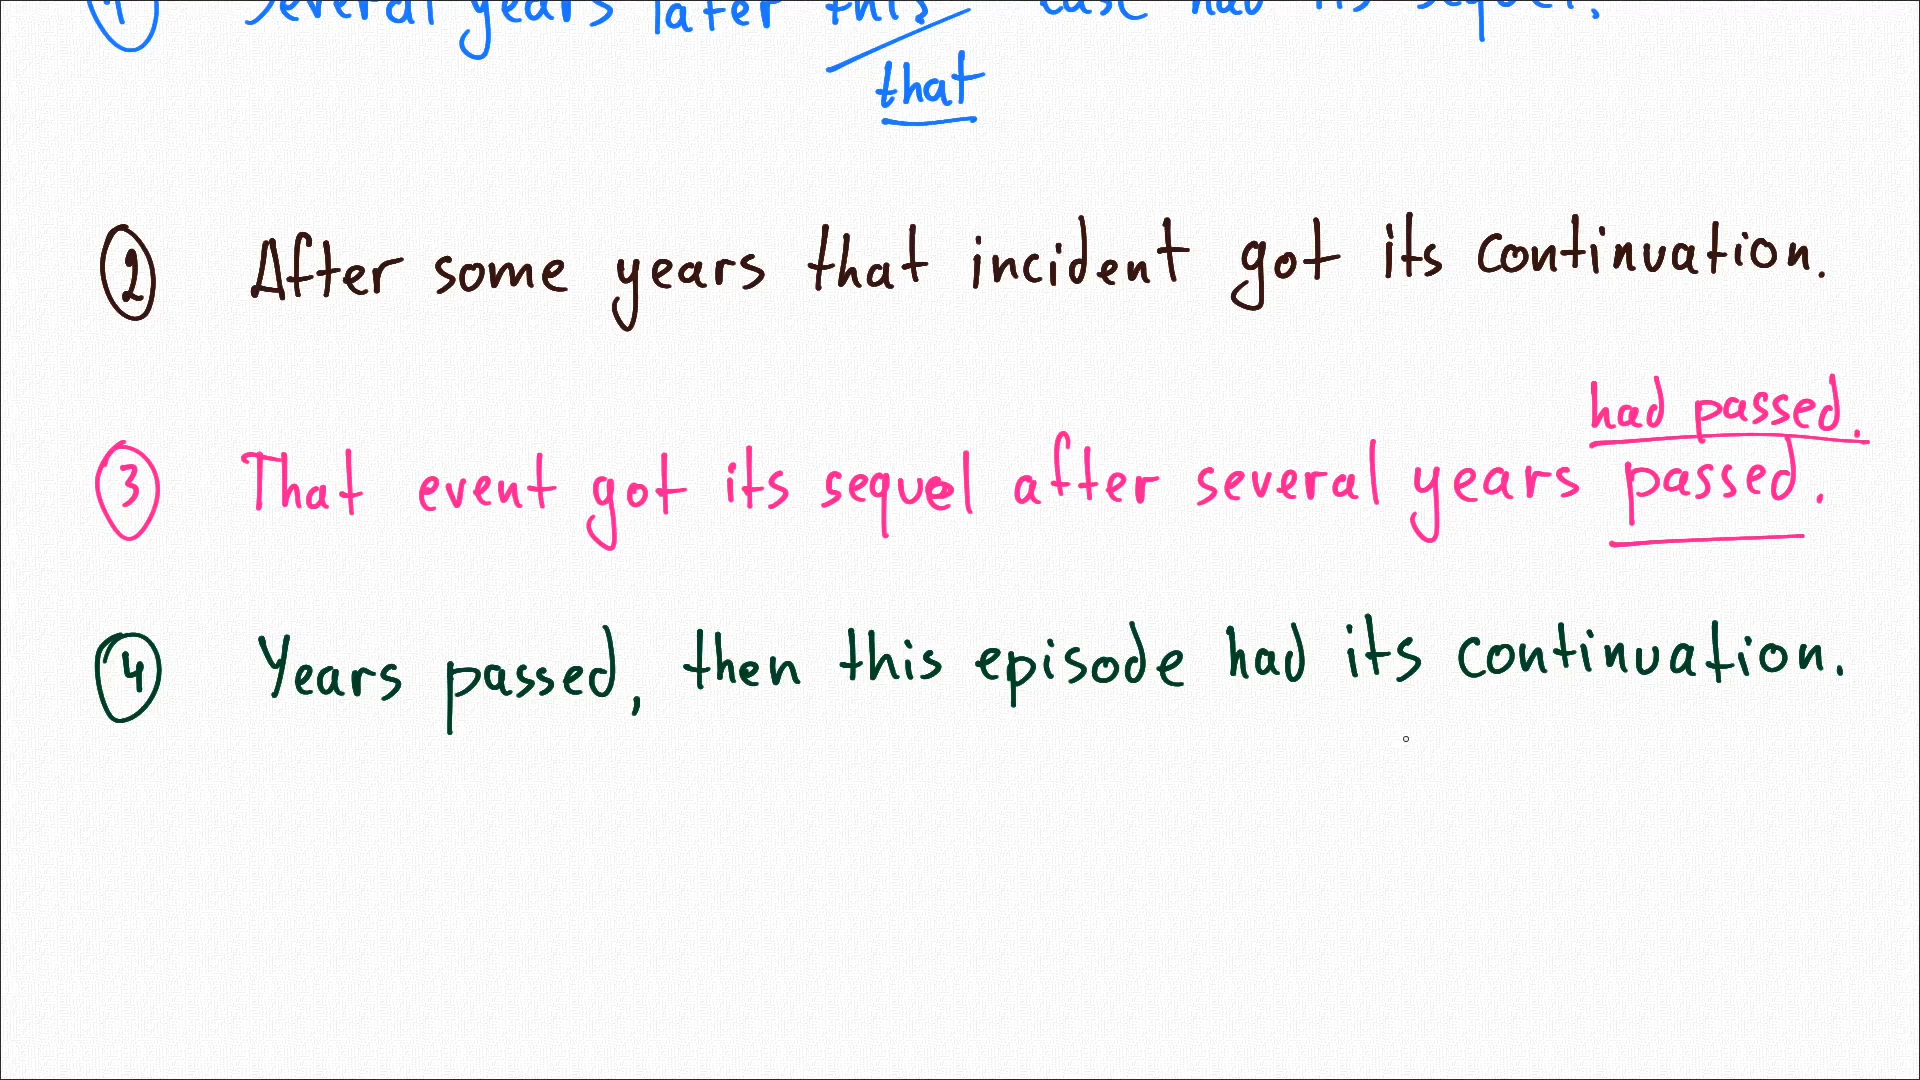 1 Several years later this case had its sequel.
that
2 After some years that incident got its continuation.
had passed.
3 That event got its sequel after several years passed.
4 Years passed, then this episode had its continuation.